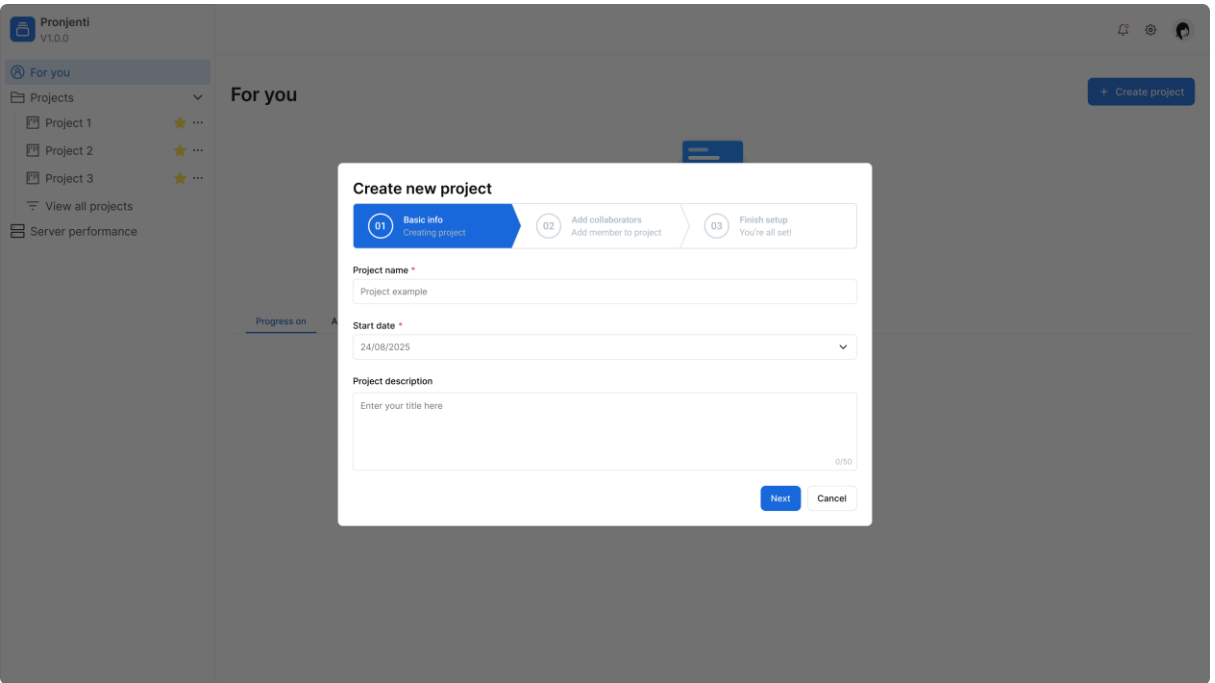 Pronjenti
V1.0.0
For you
Projects
Project 1
Project 2
Project 3
View all projects
Server performance
For you
+ Create project
Progress on
Create new project
01
Basic info
Creating project
02
Add collaborators
Add member to project
03
Finish setup
You're all set!
Project name *
Project example
Start date *
24/08/2025
Project description
Enter your title here
0/50
Next
Cancel